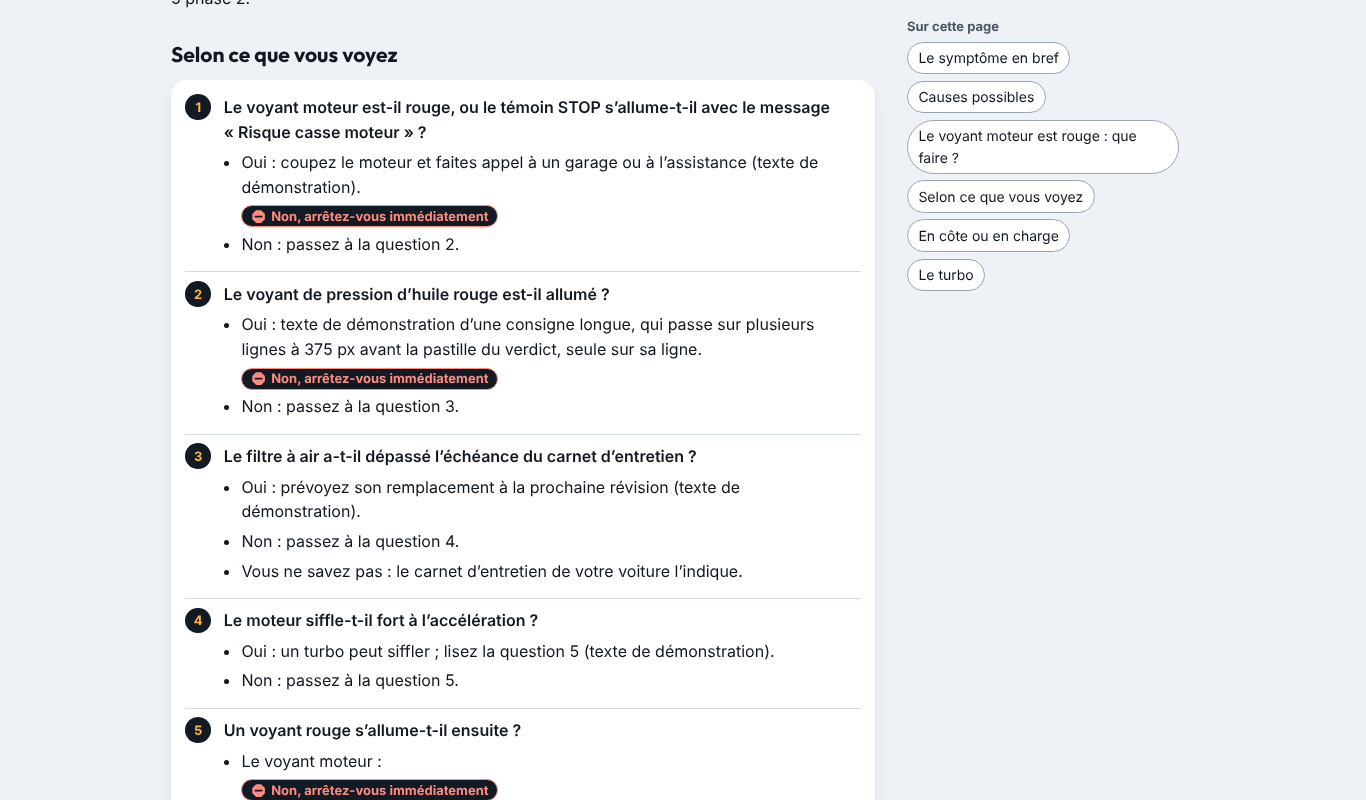 5 phase 2.
Selon ce que vous voyez
1 Le voyant moteur est-il rouge, ou le témoin STOP s’allume-t-il avec le message
« Risque casse moteur » ?
• Oui : coupez le moteur et faites appel à un garage ou à l’assistance (texte de
démonstration).
Non, arrêtez-vous immédiatement
• Non : passez à la question 2.
2 Le voyant de pression d’huile rouge est-il allumé ?
• Oui : texte de démonstration d’une consigne longue, qui passe sur plusieurs
lignes à 375 px avant la pastille du verdict, seule sur sa ligne.
Non, arrêtez-vous immédiatement
• Non : passez à la question 3.
3 Le filtre à air a-t-il dépassé l’échéance du carnet d’entretien ?
• Oui : prévoyez son remplacement à la prochaine révision (texte de
démonstration).
• Non : passez à la question 4.
• Vous ne savez pas : le carnet d’entretien de votre voiture l’indique.
4 Le moteur siffle-t-il fort à l’accélération ?
• Oui : un turbo peut siffler ; lisez la question 5 (texte de démonstration).
• Non : passez à la question 5.
5 Un voyant rouge s’allume-t-il ensuite ?
• Le voyant moteur :
Non, arrêtez-vous immédiatement
Sur cette page
Le symptôme en bref
Causes possibles
Le voyant moteur est rouge : que
faire ?
Selon ce que vous voyez
En côte ou en charge
Le turbo